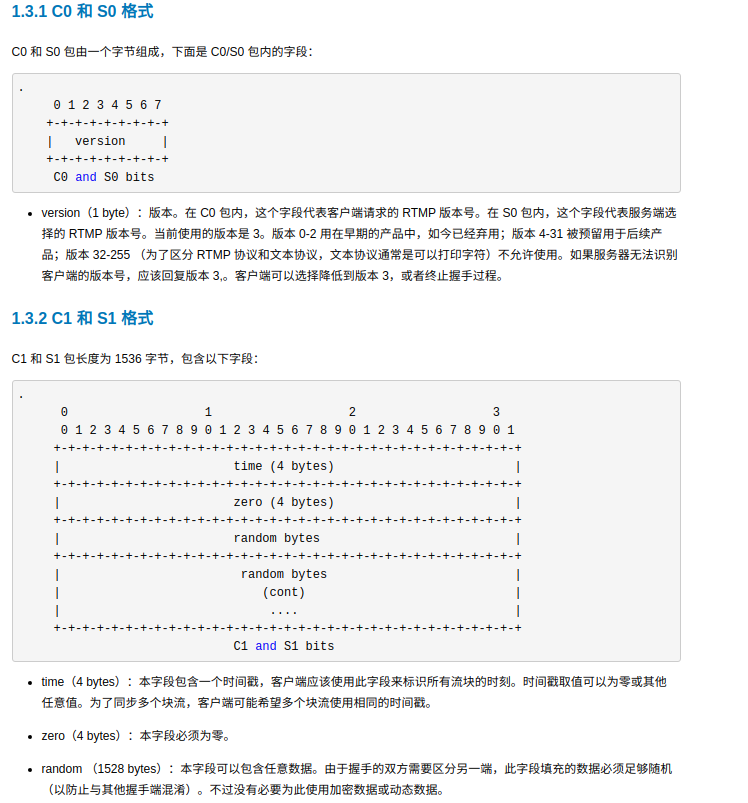 1.3.1 C0 和 S0 格式
C0 和 S0 包由一个字节组成，下面是 C0/S0 包内的字段：
.
 0 1 2 3 4 5 6 7
+-+-+-+-+-+-+-+-+
|   version     |
+-+-+-+-+-+-+-+-+
 C0 and S0 bits
• version（1 byte）：版本。在 C0 包内，这个字段代表客户端请求的 RTMP 版本号。在 S0 包内，这个字段代表服务端选
择的 RTMP 版本号。当前使用的版本是 3。版本 0-2 用在早期的产品中，如今已经弃用；版本 4-31 被预留用于后续产
品；版本 32-255 （为了区分 RTMP 协议和文本协议，文本协议通常是可以打印字符）不允许使用。如果服务器无法识别
客户端的版本号，应该回复版本 3,。客户端可以选择降低到版本 3，或者终止握手过程。
1.3.2 C1 和 S1 格式
C1 和 S1 包长度为 1536 字节，包含以下字段：
.
 0                   1                   2                   3
 0 1 2 3 4 5 6 7 8 9 0 1 2 3 4 5 6 7 8 9 0 1 2 3 4 5 6 7 8 9 0 1
+-+-+-+-+-+-+-+-+-+-+-+-+-+-+-+-+-+-+-+-+-+-+-+-+-+-+-+-+-+-+-+-+
|                        time (4 bytes)                         |
+-+-+-+-+-+-+-+-+-+-+-+-+-+-+-+-+-+-+-+-+-+-+-+-+-+-+-+-+-+-+-+-+
|                        zero (4 bytes)                         |
+-+-+-+-+-+-+-+-+-+-+-+-+-+-+-+-+-+-+-+-+-+-+-+-+-+-+-+-+-+-+-+-+
|                        random bytes                           |
+-+-+-+-+-+-+-+-+-+-+-+-+-+-+-+-+-+-+-+-+-+-+-+-+-+-+-+-+-+-+-+-+
|                         random bytes                          |
|                            (cont)                             |
|                             ....                              |
+-+-+-+-+-+-+-+-+-+-+-+-+-+-+-+-+-+-+-+-+-+-+-+-+-+-+-+-+-+-+-+-+
                         C1 and S1 bits
• time（4 bytes）：本字段包含一个时间戳，客户端应该使用此字段来标识所有流块的时刻。时间戳取值可以为零或其他
任意值。为了同步多个块流，客户端可能希望多个块流使用相同的时间戳。
• zero（4 bytes）：本字段必须为零。
• random （1528 bytes）：本字段可以包含任意数据。由于握手的双方需要区分另一端，此字段填充的数据必须足够随机
（以防止与其他握手端混淆）。不过没有必要为此使用加密数据或动态数据。